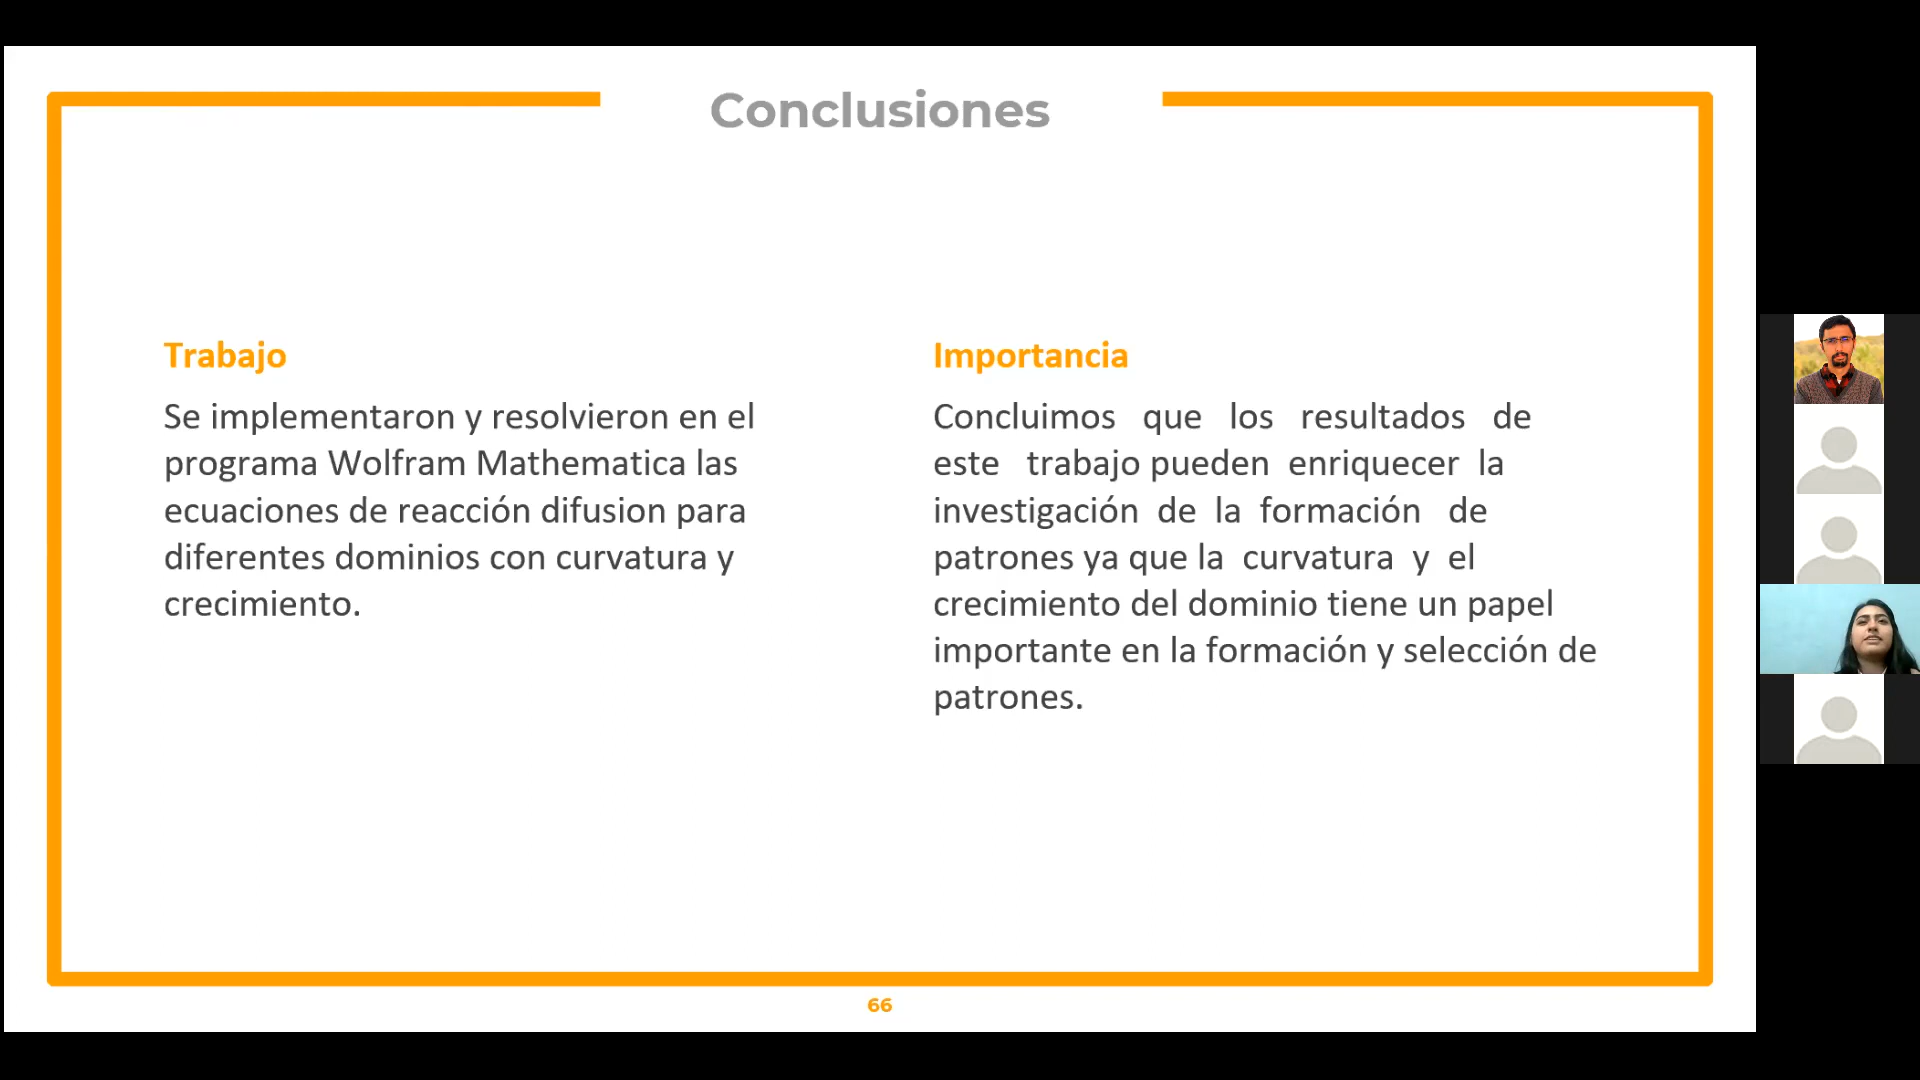 Conclusiones
Trabajo
Se implementaron y resolvieron en el
programa Wolfram Mathematica las
ecuaciones de reacción difusion para
diferentes dominios con curvatura y
crecimiento.
Importancia
Concluimos que los resultados de
este trabajo pueden enriquecer la
investigación de la formación de
patrones ya que la curvatura y el
crecimiento del dominio tiene un papel
importante en la formación y selección de
patrones.
66